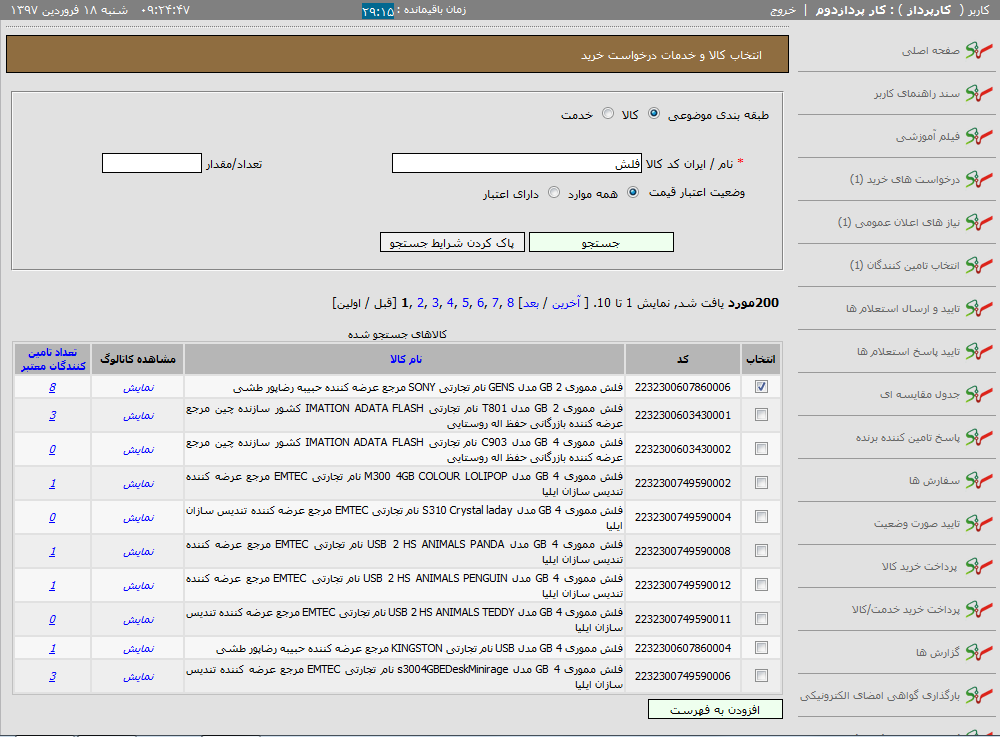 کاربر ( کارپرداز ) : کار پردازدوم | خروج
زمان باقیمانده : ۲۹:۱۵
شنبه ۱۸ فروردین ۱۳۹۷ ۰۹:۲۴:۴۷
صفحه اصلی
سند راهنمای کاربر
فیلم آموزشی
درخواست های خرید (1)
نیاز های اعلان عمومی (1)
انتخاب تامین کنندگان (1)
تایید و ارسال استعلام ها
تایید پاسخ استعلام ها
جدول مقایسه ای
پاسخ تامین کننده برنده
سفارش ها
تایید صورت وضعیت
پرداخت خرید کالا
پرداخت خرید خدمت/کالا
گزارش ها
بارگذاری گواهی امضای الکترونیکی
انتخاب کالا و خدمات درخواست خرید
طبقه بندی موضوعی کالا خدمت
* نام / ایران کد کالا فلش تعداد/مقدار
وضعیت اعتبار قیمت همه موارد دارای اعتبار
جستجو پاک کردن شرایط جستجو
200مورد یافت شد, نمایش 1 تا 10. [ آخرین / بعد] 8 ,7 ,6 ,5 ,4 ,3 ,2 ,1 [قبل / اولین]
کالاهای جستجو شده
انتخاب کد نام کالا مشاهده کاتالوگ تعداد تامین کنندگان معتبر
2232300607860006 فلش مموری 2 GB مدل GENS نام تجارتی SONY مرجع عرضه کننده حبیبه رضاپور طشی نمایش 8
2232300603430001 فلش مموری 2 GB مدل T801 نام تجارتی IMATION ADATA FLASH کشور سازنده چین مرجع
عرضه کننده بازرگانی حفظ اله روستایی نمایش 3
2232300603430002 فلش مموری 4 GB مدل C903 نام تجارتی IMATION ADATA FLASH کشور سازنده چین مرجع
عرضه کننده بازرگانی حفظ اله روستایی نمایش 0
2232300749590002 فلش مموری 4 GB مدل M300 4GB COLOUR LOLIPOP نام تجارتی EMTEC مرجع عرضه کننده
تندیس سازان ایلیا نمایش 1
2232300749590004 فلش مموری 4 GB مدل S310 Crystal laday نام تجارتی EMTEC مرجع عرضه کننده تندیس سازان
ایلیا نمایش 0
2232300749590008 فلش مموری 4 GB مدل USB 2 HS ANIMALS PANDA نام تجارتی EMTEC مرجع عرضه کننده
تندیس سازان ایلیا نمایش 1
2232300749590012 فلش مموری 4 GB مدل USB 2 HS ANIMALS PENGUIN نام تجارتی EMTEC مرجع عرضه کننده
تندیس سازان ایلیا نمایش 1
2232300749590011 فلش مموری 4 GB مدل USB 2 HS ANIMALS TEDDY نام تجارتی EMTEC مرجع عرضه کننده تندیس
سازان ایلیا نمایش 0
2232300607860004 فلش مموری 4 GB مدل USB نام تجارتی KINGSTON مرجع عرضه کننده حبیبه رضاپور طشی نمایش 1
2232300749590006 فلش مموری 4 GB مدل s3004GBEDeskMinirage نام تجارتی EMTEC مرجع عرضه کننده تندیس
سازان ایلیا نمایش 3
افزودن به فهرست